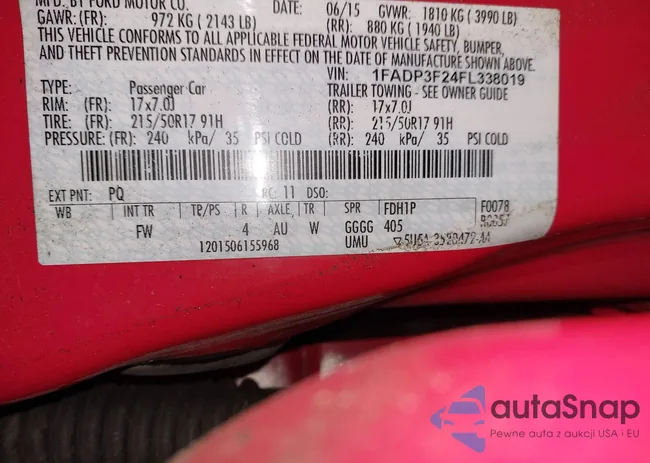 MFD. BY FORD MOTOR CO.
DATE: 06/15 GVWR: 1810 KG ( 3990 LB)
GAWR: (FR): 972 KG ( 2143 LB) (RR): 880 KG ( 1940 LB)
THIS VEHICLE CONFORMS TO ALL APPLICABLE FEDERAL MOTOR VEHICLE SAFETY, BUMPER,
AND THEFT PREVENTION STANDARDS IN EFFECT ON THE DATE OF MANUFACTURE SHOWN ABOVE.
VIN: 1FADP3F24FL338019
TYPE: Passenger Car TRAILER TOWING - SEE OWNER GUIDE
RIM: (FR): 17x7.0J (RR): 17x7.0J
TIRE: (FR): 215/50R17 91H (RR): 215/50R17 91H
PRESSURE: (FR): 240 kPa/ 35 PSI COLD (RR): 240 kPa/ 35 PSI COLD
EXT PNT: PQ RC: 11 DSO:
WB INT TR TP/PS R AXLE TR SPR FDH1P F0078
FW 4 AU W GGGG 405
1201506155968 UMU
autaSnap
Pewne auta z aukcji USA i EU